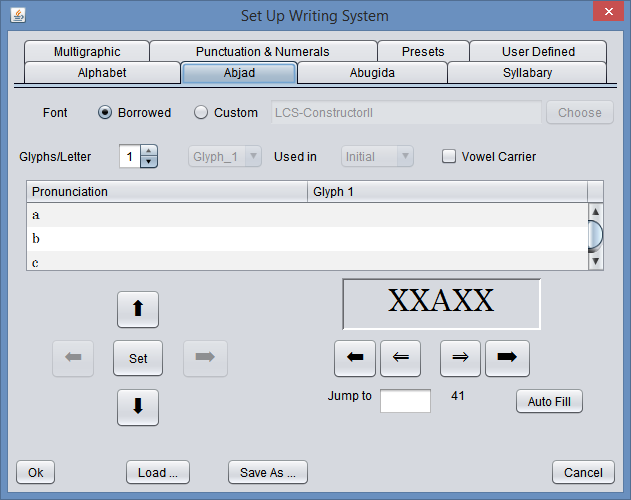 Set Up Writing System
Multigraphic Punctuation & Numerals Presets User Defined
Alphabet Abjad Abugida Syllabary
Font Borrowed Custom LCS-ConstructorII Choose
Glyphs/Letter 1 Glyph_1 Used in Initial Vowel Carrier
Pronunciation Glyph 1
a
b
c
XXAXX
Set
Jump to 41 Auto Fill
Ok Load ... Save As ... Cancel